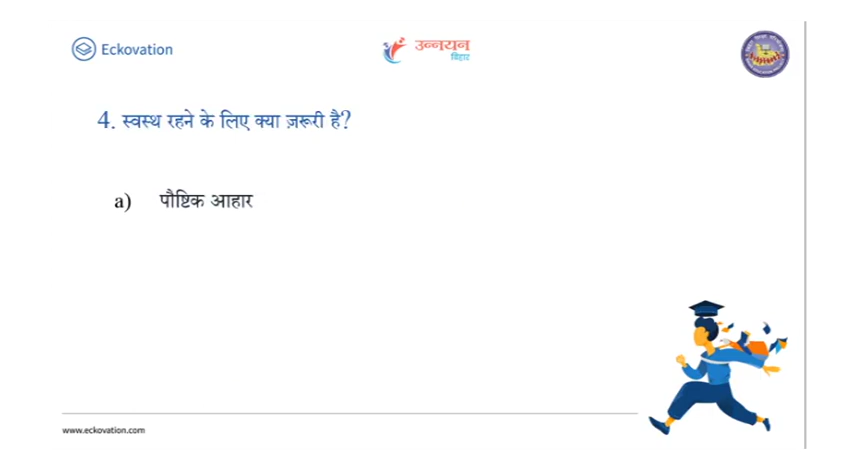 Eckovation
उन्नयन
बिहार
4. स्वस्थ रहने के लिए क्या ज़रूरी है?
a) पौष्टिक आहार
www.eckovation.com